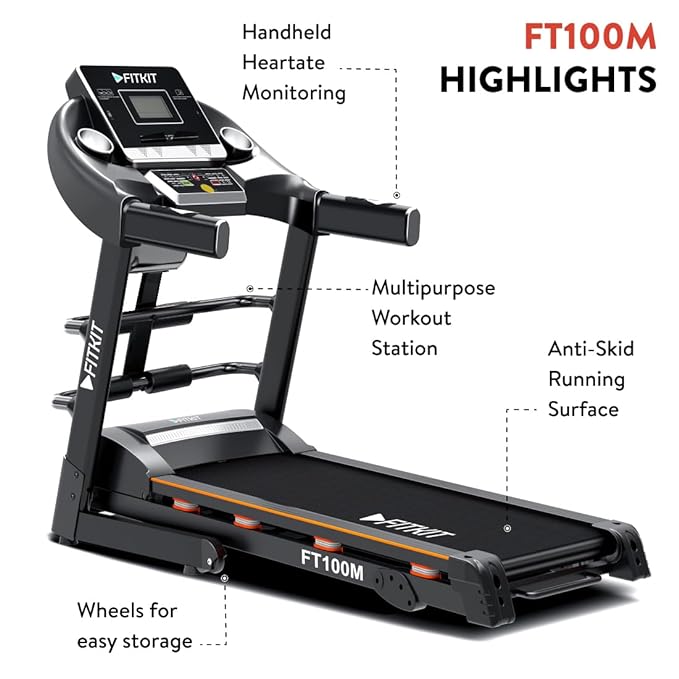 FT100M
HIGHLIGHTS
Handheld
Heartate
Monitoring
FITKIT
Multipurpose
Workout
Station
FITKIT
Anti-Skid
Running
Surface
FITKIT
FITKIT
FT100M
Wheels for
easy storage